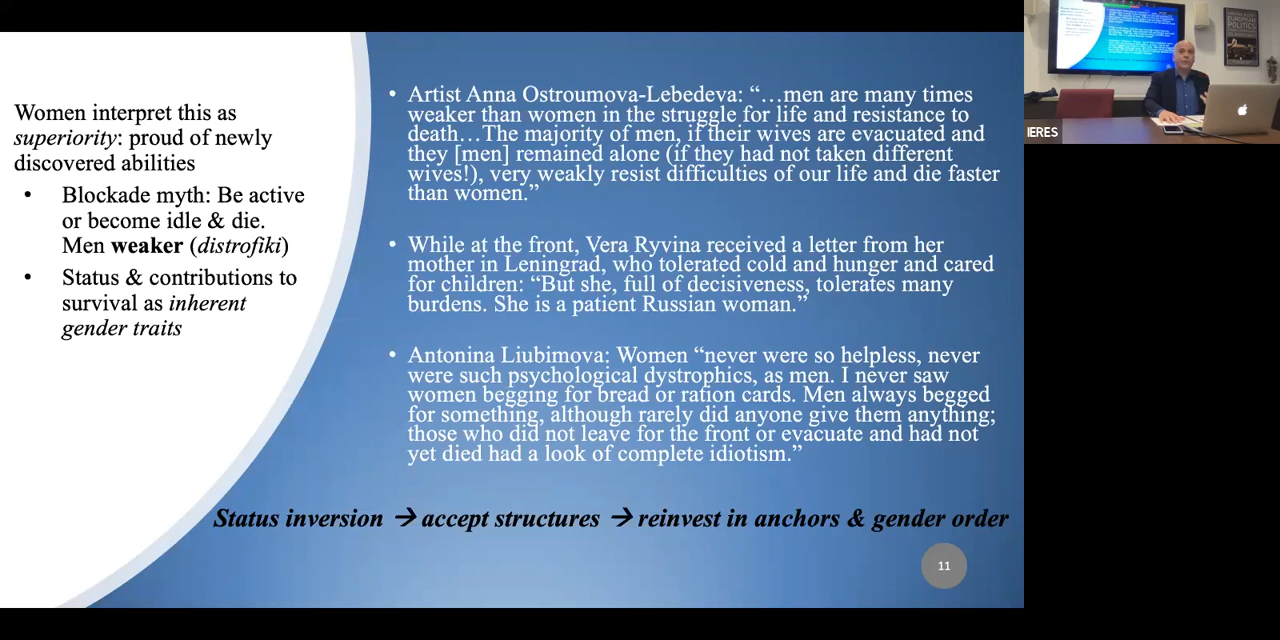 Women interpret this as
superiority: proud of newly
discovered abilities
• Blockade myth: Be active
or become idle & die.
Men weaker (distrofiki)
• Status & contributions to
survival as inherent
gender traits
• Artist Anna Ostroumova-Lebedeva: “…men are many times
weaker than women in the struggle for life and resistance to
death…The majority of men, if their wives are evacuated and
they [men] remained alone (if they had not taken different
wives!), very weakly resist difficulties of our life and die faster
than women.”
• While at the front, Vera Ryvina received a letter from her
mother in Leningrad, who tolerated cold and hunger and cared
for children: “But she, full of decisiveness, tolerates many
burdens. She is a patient Russian woman.”
• Antonina Liubimova: Women “never were so helpless, never
were such psychological dystrophics, as men. I never saw
women begging for bread or ration cards. Men always begged
for something, although rarely did anyone give them anything;
those who did not leave for the front or evacuate and had not
yet died had a look of complete idiotism.”
Status inversion → accept structures → reinvest in anchors & gender order
11
EUROPEAN
POLITICS
IERES